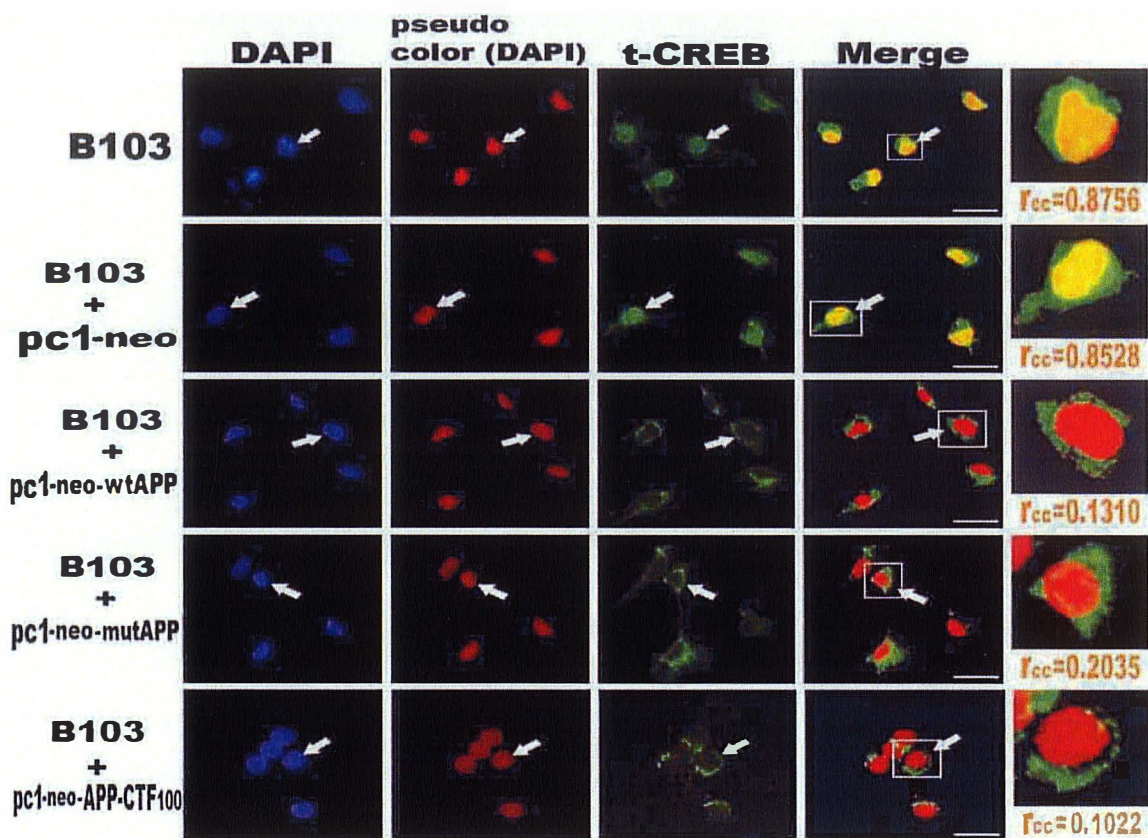 DAPI
pseudo
color (DAPI)
t-CREB
Merge
B103
rcc=0.8756
B103
+
pc1-neo
rcc=0.8528
B103
+
pc1-neo-wtAPP
rcc=0.1310
B103
+
pc1-neo-mutAPP
rcc=0.2035
B103
+
pc1-neo-APP-CTF100
rcc=0.1022